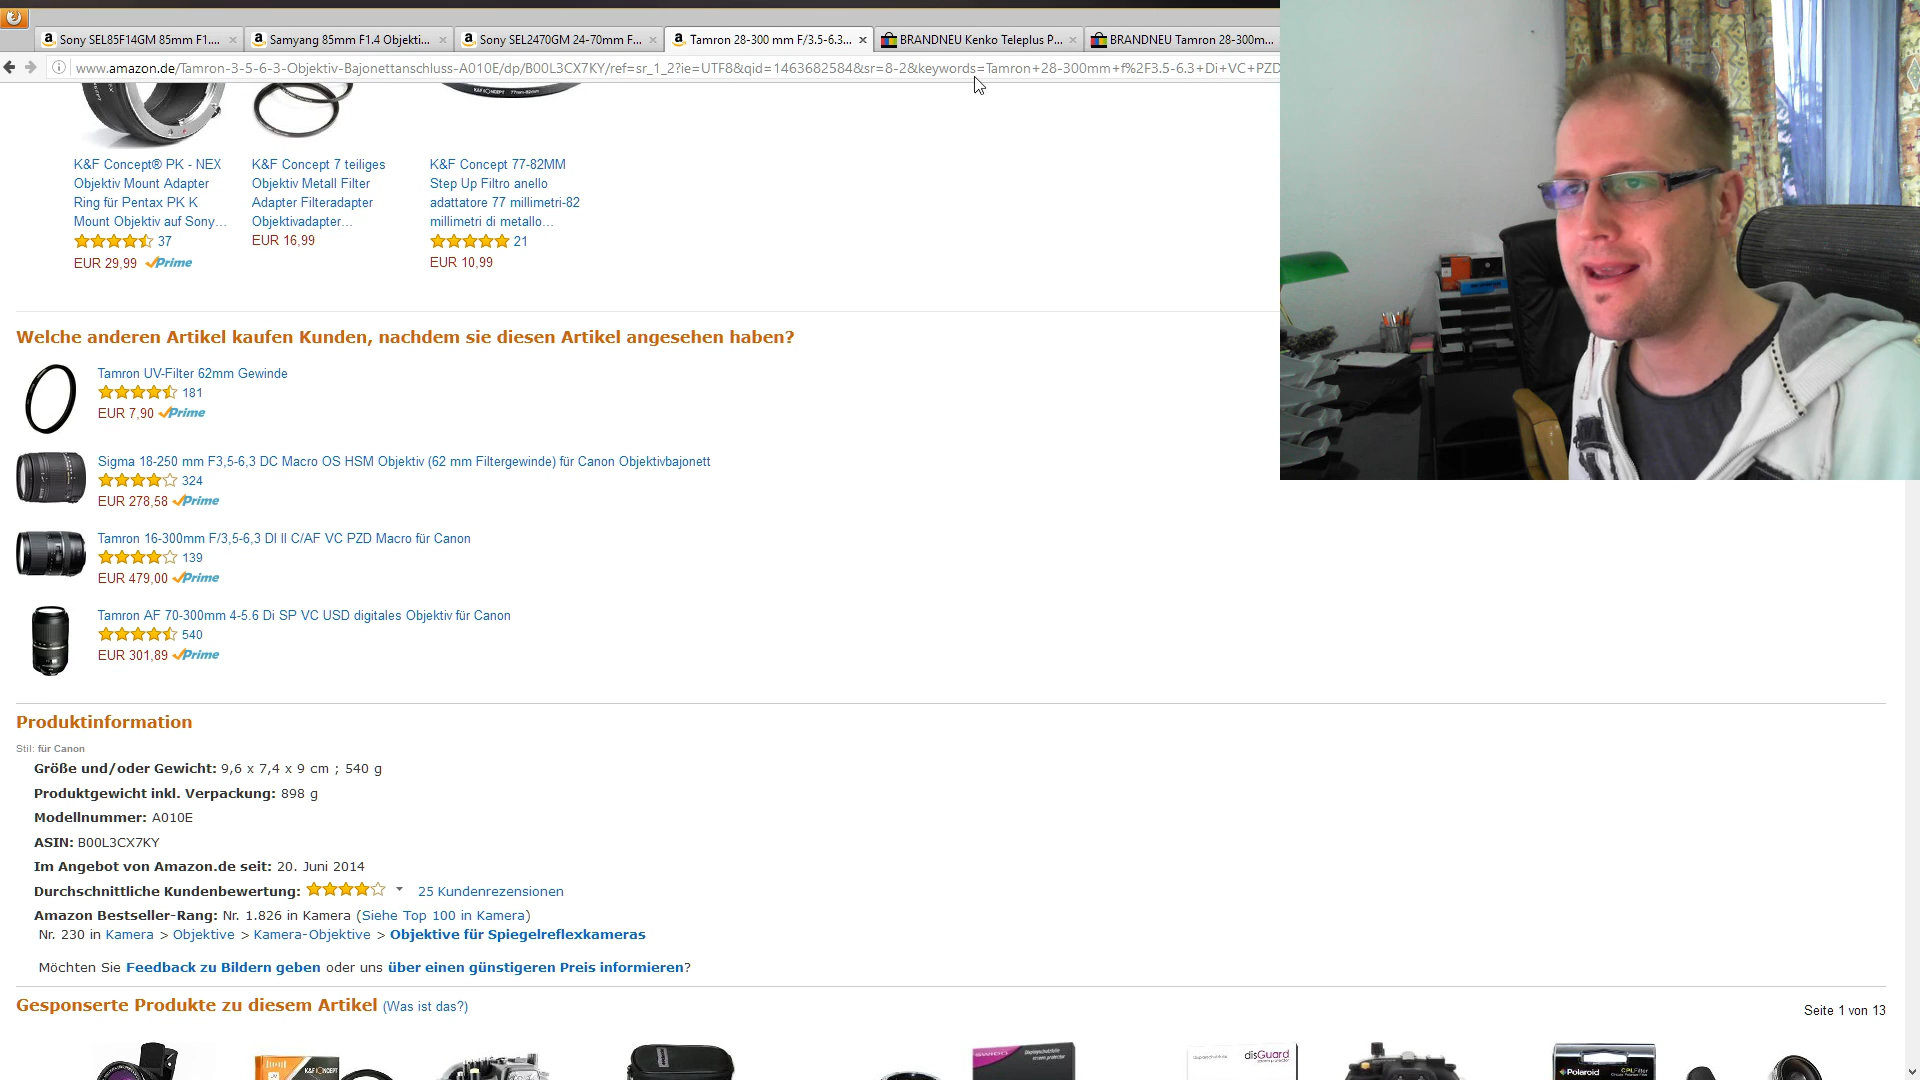 Sony SEL85F14GM 85mm F1....
Samyang 85mm F1.4 Objekti...
Sony SEL2470GM 24-70mm F...
Tamron 28-300 mm F/3.5-6.3...
BRANDNEU Kenko Teleplus P...
BRANDNEU Tamron 28-300m...
www.amazon.de/Tamron-3-5-6-3-Objektiv-Bajonettanschluss-A010E/dp/B00L3CX7KY/ref=sr_1_2?ie=UTF8&qid=1463682584&sr=8-2&keywords=Tamron+28-300mm+f%2F3.5-6.3+Di+VC+PZD
77mm-82mm
K&F Concept® PK - NEX
Objektiv Mount Adapter
Ring für Pentax PK K
Mount Objektiv auf Sony…
37
EUR 29,99 Prime
K&F Concept 7 teiliges
Objektiv Metall Filter
Adapter Filteradapter
Objektivadapter…
EUR 16,99
K&F Concept 77-82MM
Step Up Filtro anello
adattatore 77 millimetri-82
millimetri di metallo…
21
EUR 10,99
Welche anderen Artikel kaufen Kunden, nachdem sie diesen Artikel angesehen haben?
Tamron UV-Filter 62mm Gewinde
181
EUR 7,90 Prime
Sigma 18-250 mm F3,5-6,3 DC Macro OS HSM Objektiv (62 mm Filtergewinde) für Canon Objektivbajonett
324
EUR 278,58 Prime
Tamron 16-300mm F/3,5-6,3 DI II C/AF VC PZD Macro für Canon
139
EUR 479,00 Prime
Tamron AF 70-300mm 4-5.6 Di SP VC USD digitales Objektiv für Canon
540
EUR 301,89 Prime
Produktinformation
Stil: für Canon
Größe und/oder Gewicht: 9,6 x 7,4 x 9 cm ; 540 g
Produktgewicht inkl. Verpackung: 898 g
Modellnummer: A010E
ASIN: B00L3CX7KY
Im Angebot von Amazon.de seit: 20. Juni 2014
Durchschnittliche Kundenbewertung: 25 Kundenrezensionen
Amazon Bestseller-Rang: Nr. 1.826 in Kamera (Siehe Top 100 in Kamera)
Nr. 230 in Kamera > Objektive > Kamera-Objektive > Objektive für Spiegelreflexkameras
Möchten Sie Feedback zu Bildern geben oder uns über einen günstigeren Preis informieren?
Gesponserte Produkte zu diesem Artikel (Was ist das?)
Seite 1 von 13
K&F CONCEPT
disGuard
Polaroid
CPL Filter